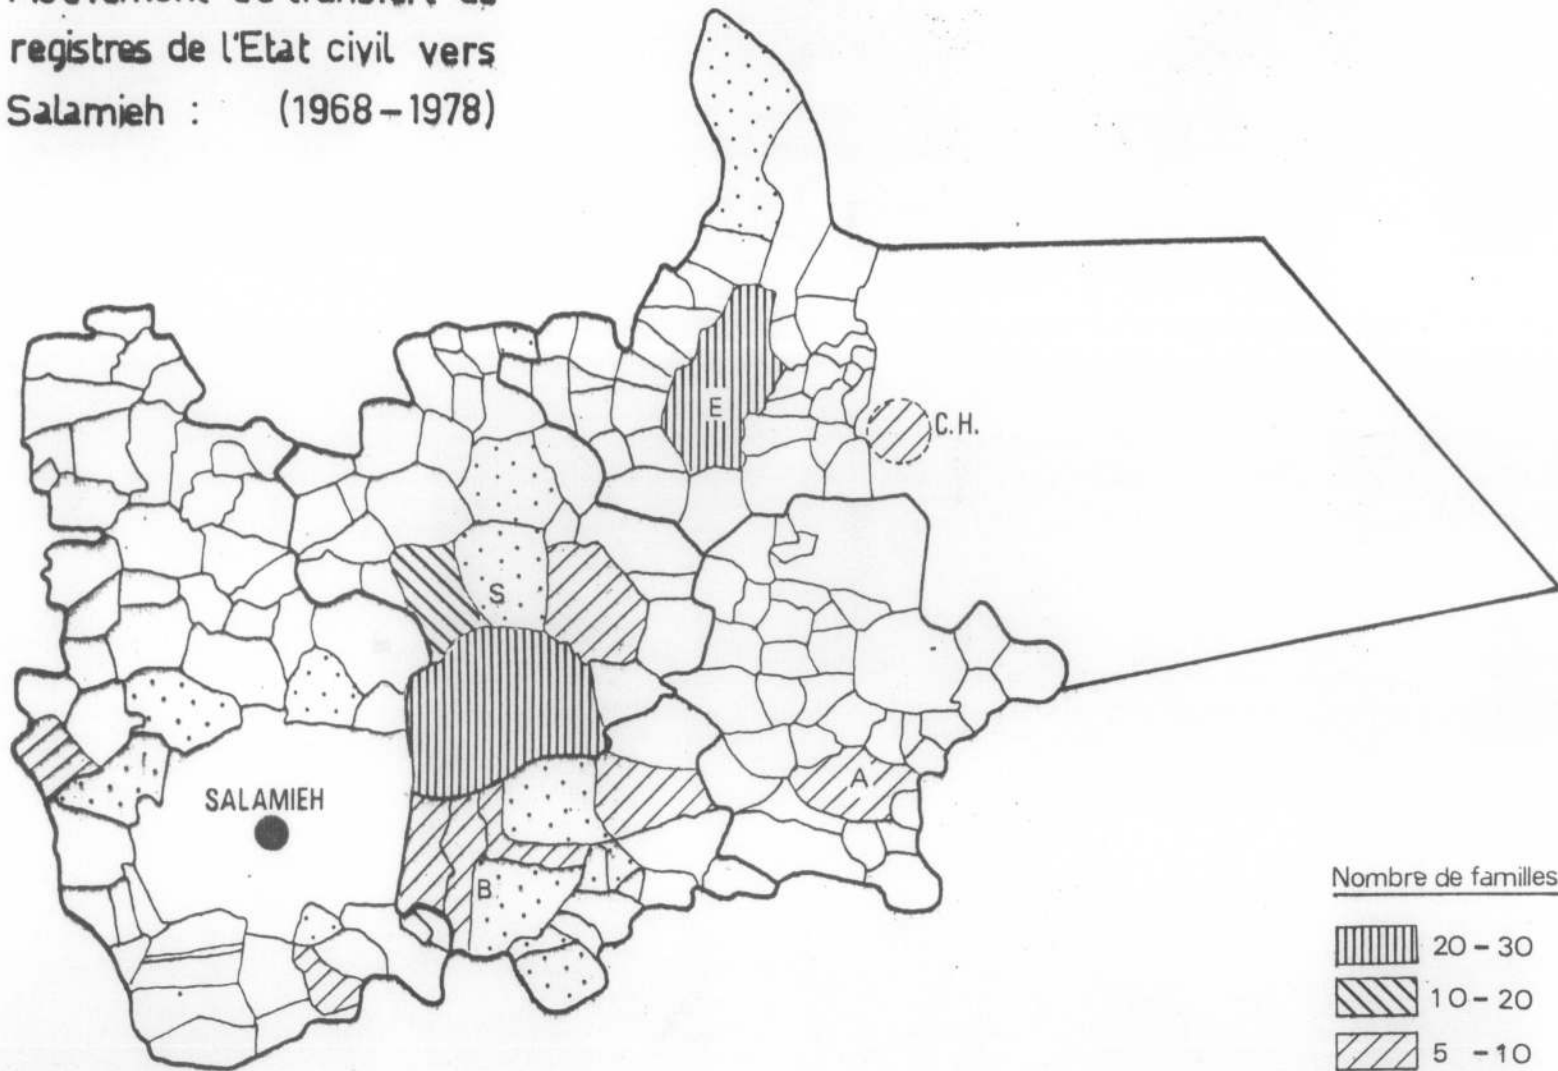 registres de l'Etat civil vers
Salamieh : (1968-1978)
E
C.H.
S
A
SALAMIEH
B
Nombre de familles
20-30
10-20
5 -10